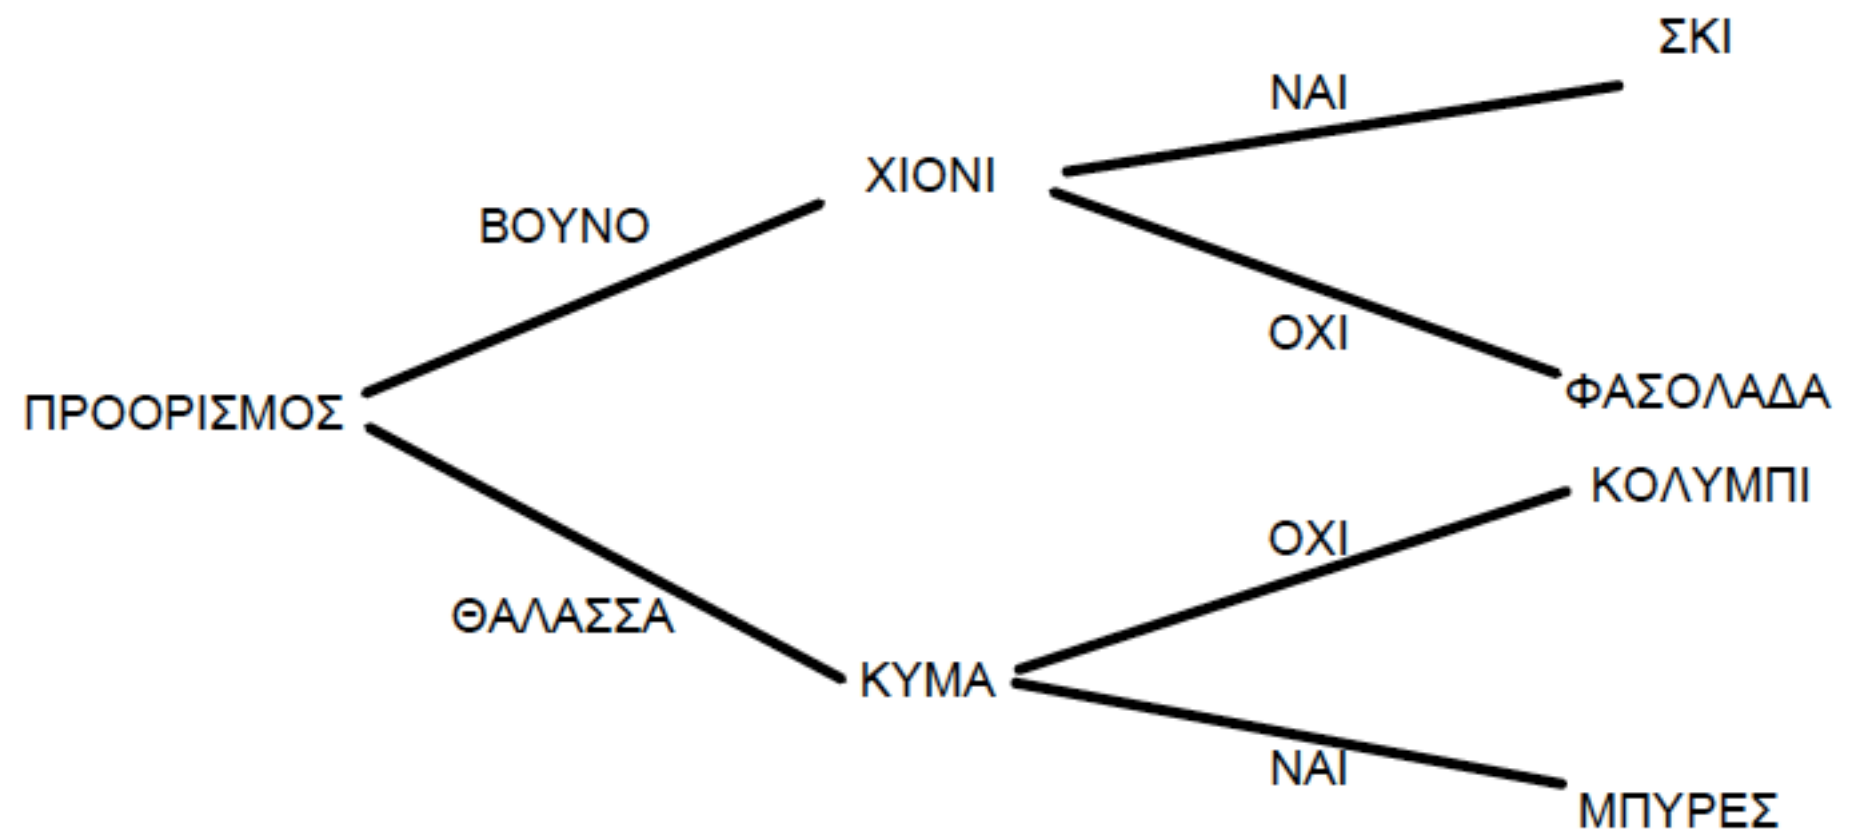 ΣΚΙ
ΝΑΙ
ΧΙΟΝΙ
ΒΟΥΝΟ
ΟΧΙ
ΦΑΣΟΛΑΔΑ
ΠΡΟΟΡΙΣΜΟΣ
ΚΟΛΥΜΠΙ
ΟΧΙ
ΘΑΛΑΣΣΑ
ΚΥΜΑ
ΝΑΙ
ΜΠΥΡΕΣ